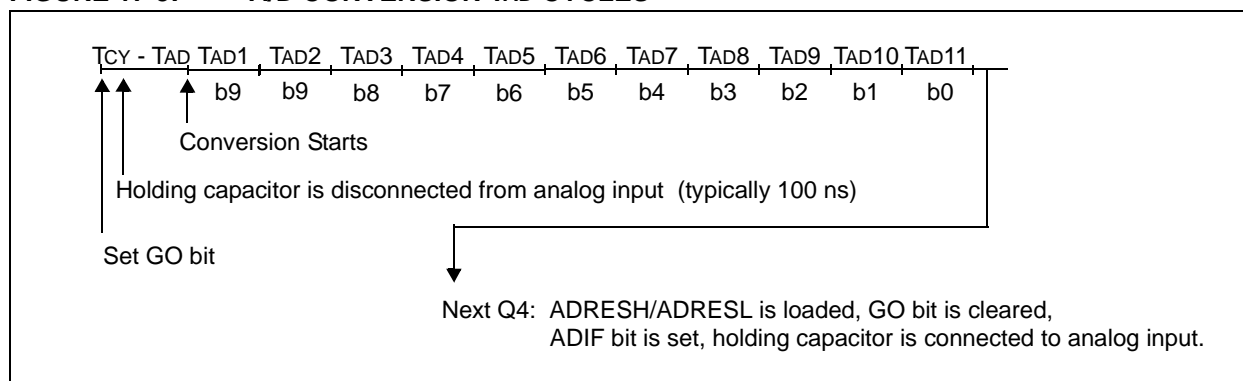 TCY - TAD TAD1 TAD2 TAD3 TAD4 TAD5 TAD6 TAD7 TAD8 TAD9 TAD10 TAD11
b9 b9 b8 b7 b6 b5 b4 b3 b2 b1 b0
Conversion Starts
Holding capacitor is disconnected from analog input (typically 100 ns)
Set GO bit
Next Q4: ADRESH/ADRESL is loaded, GO bit is cleared,
ADIF bit is set, holding capacitor is connected to analog input.